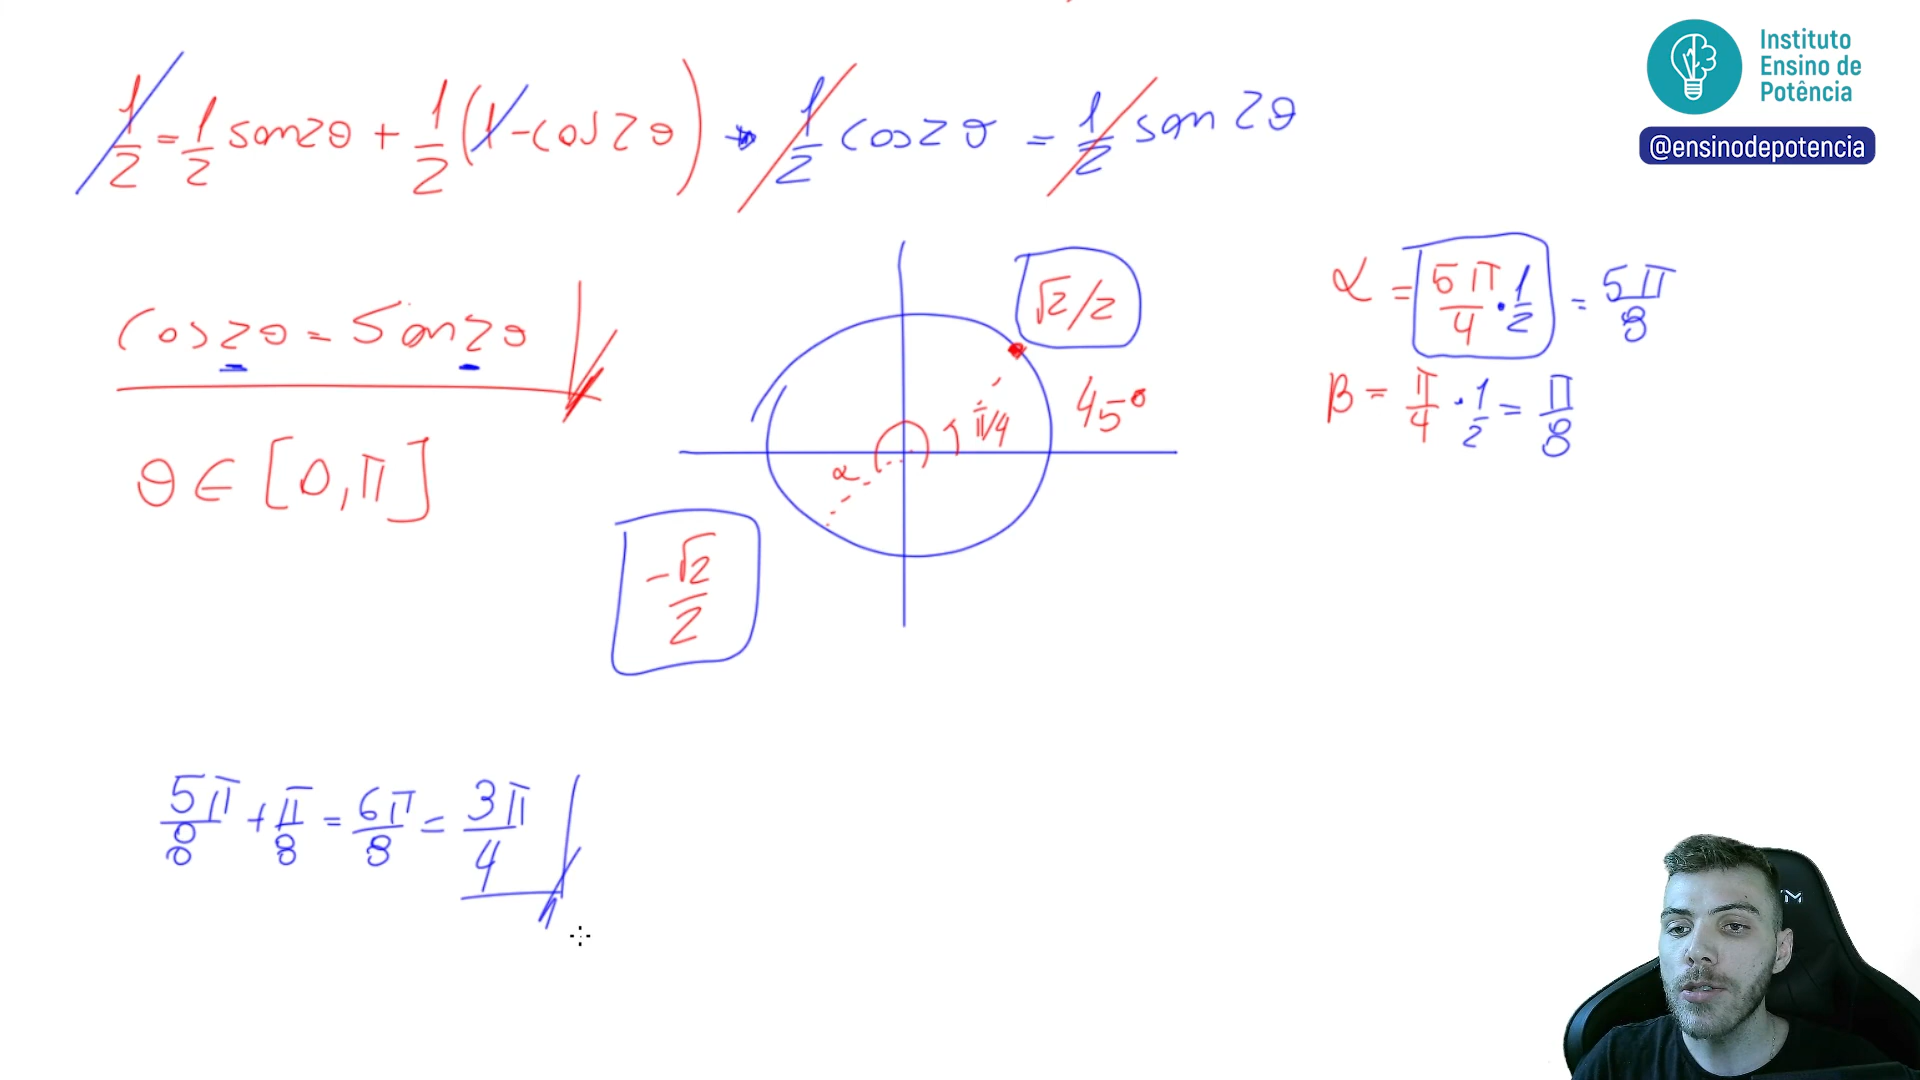 1/2 = 1/2 sen2θ + 1/2 (1 - cos2θ) → 1/2 cos2θ = 1/2 sen2θ
Instituto
Ensino de
Potência
@ensinodepotencia
cos2θ = sen2θ
θ ∈ [0, π]
√2/2
π/4
45°
α
-√2/2
α = 5π/4 · 1/2 = 5π/8
β = π/4 · 1/2 = π/8
5π/8 + π/8 = 6π/8 = 3π/4